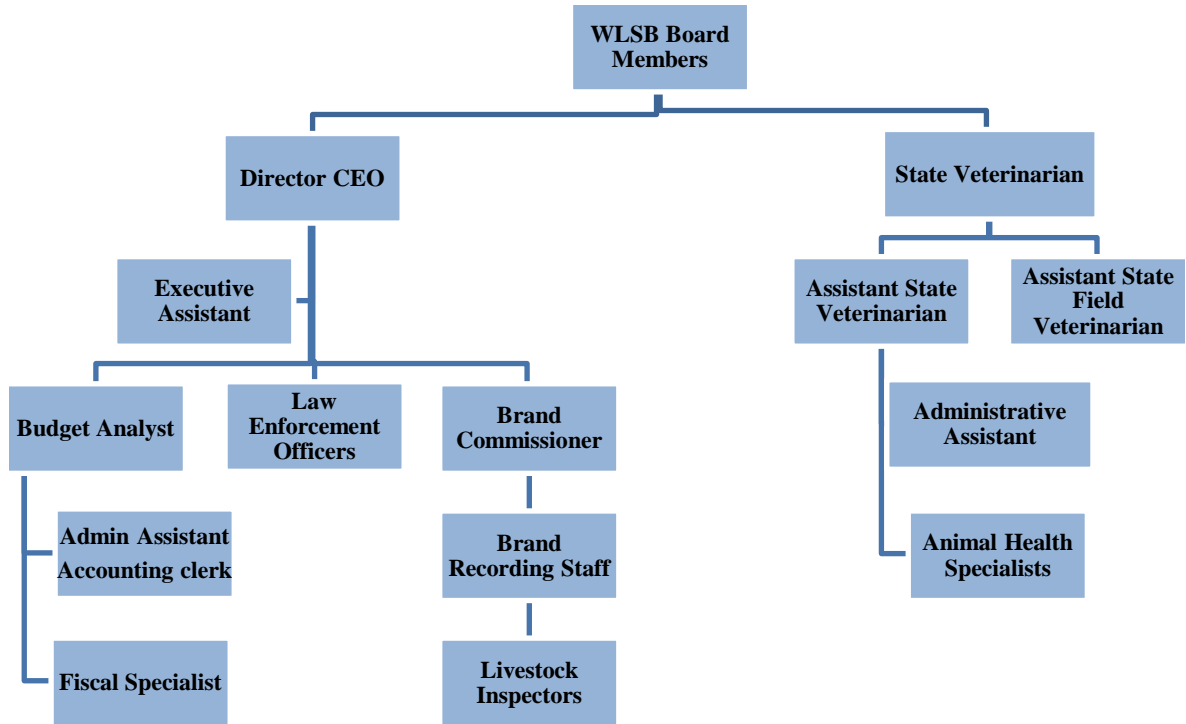 WLSB Board
Members
Director CEO
State Veterinarian
Executive
Assistant
Assistant State
Veterinarian
Assistant State
Field
Veterinarian
Budget Analyst
Law
Enforcement
Officers
Brand
Commissioner
Administrative
Assistant
Admin Assistant
Accounting clerk
Brand
Recording Staff
Animal Health
Specialists
Fiscal Specialist
Livestock
Inspectors